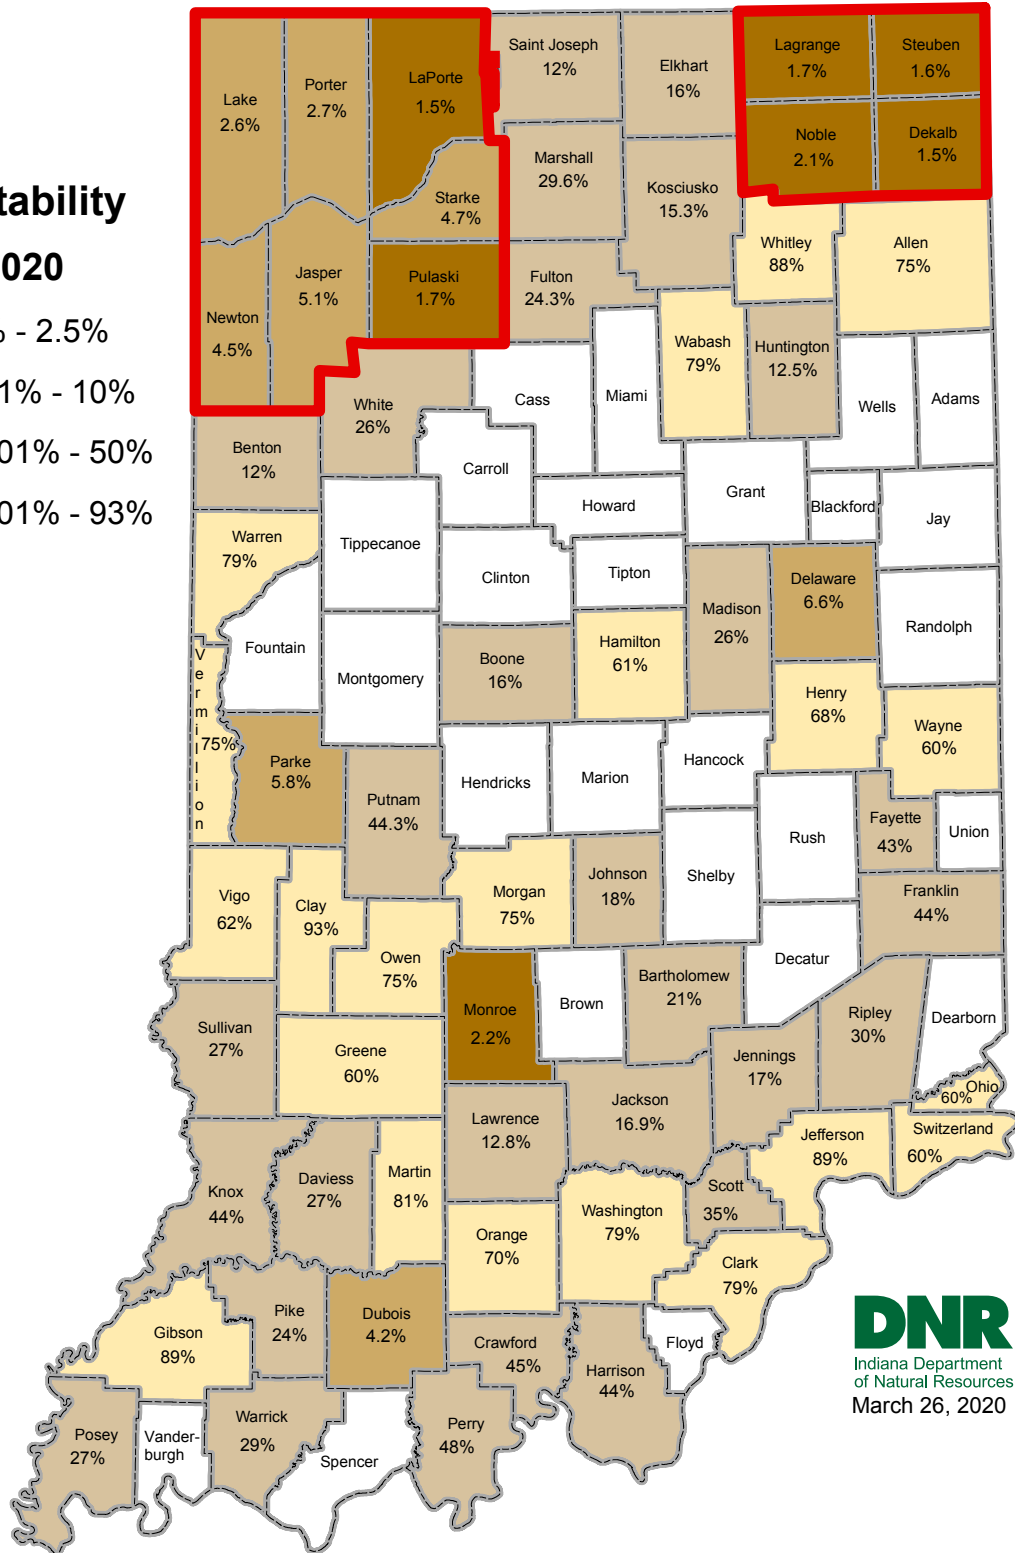 tability
020
% - 2.5%
1% - 10%
01% - 50%
01% - 93%
Lake
2.6%
Porter
2.7%
LaPorte
1.5%
Saint Joseph
12%
Elkhart
16%
Lagrange
1.7%
Steuben
1.6%
Noble
2.1%
Dekalb
1.5%
Marshall
29.6%
Kosciusko
15.3%
Starke
4.7%
Whitley
88%
Allen
75%
Newton
4.5%
Jasper
5.1%
Pulaski
1.7%
Fulton
24.3%
Wabash
79%
Huntington
12.5%
White
26%
Cass
Miami
Wells
Adams
Benton
12%
Carroll
Howard
Grant
Blackford
Jay
Warren
79%
Tippecanoe
Clinton
Tipton
Madison
26%
Delaware
6.6%
Randolph
Fountain
Vermillion
75%
Montgomery
Boone
16%
Hamilton
61%
Henry
68%
Wayne
60%
Parke
5.8%
Putnam
44.3%
Hendricks
Marion
Hancock
Rush
Fayette
43%
Union
Shelby
Vigo
62%
Clay
93%
Morgan
75%
Johnson
18%
Franklin
44%
Owen
75%
Decatur
Sullivan
27%
Monroe
2.2%
Brown
Bartholomew
21%
Ripley
30%
Dearborn
Greene
60%
Jennings
17%
Ohio
60%
Lawrence
12.8%
Jackson
16.9%
Jefferson
89%
Switzerland
60%
Knox
44%
Daviess
27%
Martin
81%
Scott
35%
Orange
70%
Washington
79%
Clark
79%
Gibson
89%
Pike
24%
Dubois
4.2%
Crawford
45%
Harrison
44%
Floyd
Posey
27%
Vander-
burgh
Warrick
29%
Spencer
Perry
48%
DNR
Indiana Department
of Natural Resources
March 26, 2020